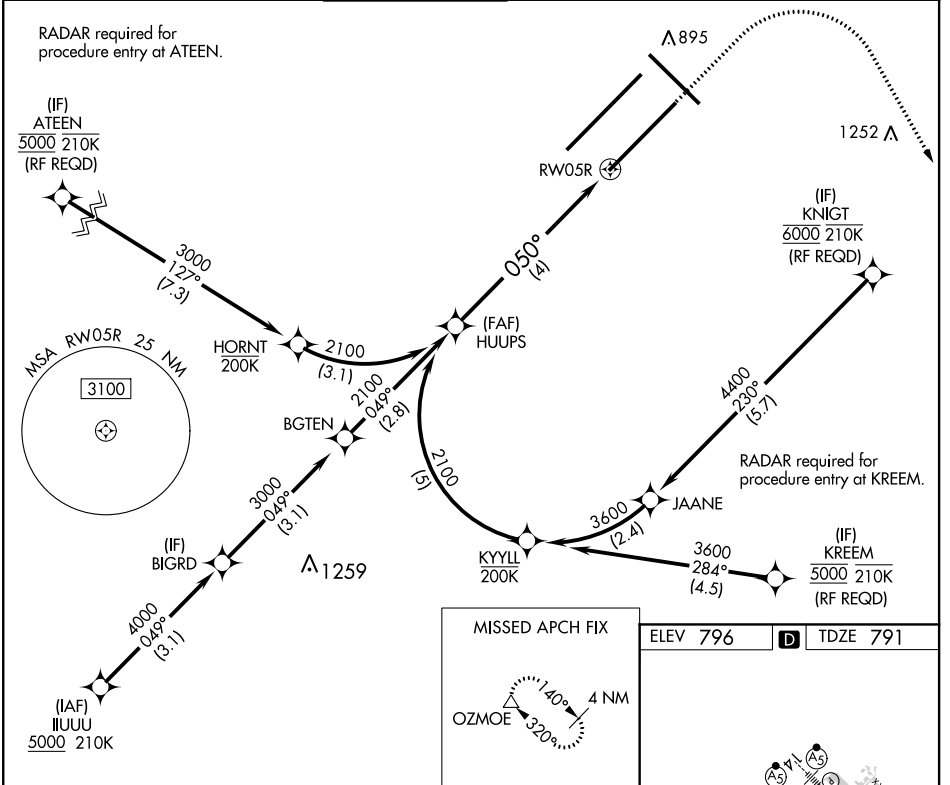 RADAR required for
procedure entry at ATEEN.
895
(IF)
ATEEN
5000 210K
(RF REQD)
1252
RW05R
(IF)
KNIGT
6000 210K
(RF REQD)
3000
127°
(7.3)
050°
(4)
HORNT
200K
2100
(3.1)
(FAF)
HUUPS
MSA RW05R 25 NM
3100
4400
230°
(5.7)
2100
049°
(2.8)
BGTEN
2100
(5)
RADAR required for
procedure entry at KREEM.
3000
049°
(3.1)
JAANE
3600
(2.4)
(IF)
BIGRD
KYYLL
200K
3600
284°
(4.5)
(IF)
KREEM
5000 210K
(RF REQD)
1259
4000
049°
(3.1)
(IAF)
IIUUU
5000 210K
MISSED APCH FIX
OZMOE
140°
320°
4 NM
ELEV 796
D
TDZE 791
A5
A5